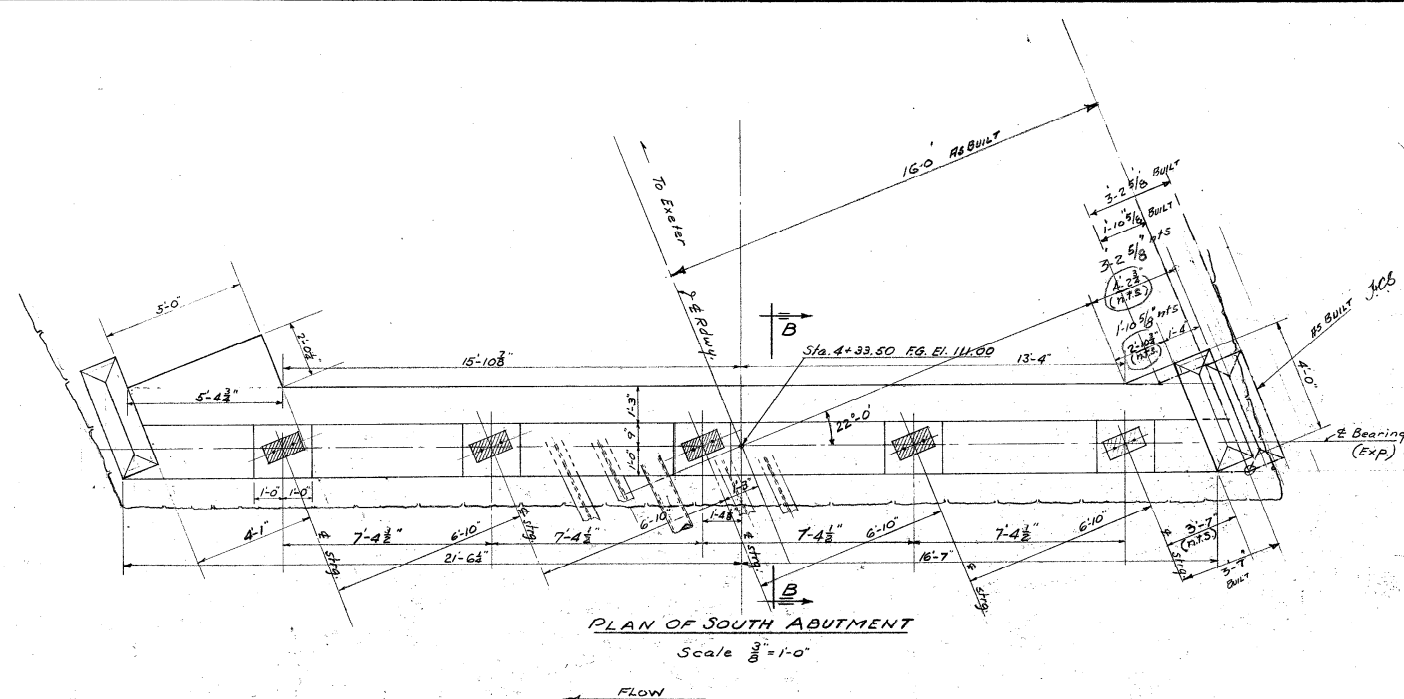 To Exeter
16'-0" AS BUILT
3'-2 5/8" BUILT
1'-10 5/8" BUILT
3'-2 5/8" nts
4'-2 3/4"
(n.t.s.)
1'-10 5/8" nts
2'-10 3/4"
(n.t.s.)
1'-4"
AS BUILT
4'-0"
5'-0"
2'-0 1/4"
℄ Rdwy.
B
Sta. 4+33.50 F.G. El. 111.00
15'-10 7/8"
13'-4"
5'-4 3/4"
1'-3"
22°-0'
1'-0"
9"
℄ Bearing
(Exp.)
1'-0" 1'-0"
1'-3"
4'-1"
7'-4 1/2"
6'-10"
7'-4 1/2"
6'-10"
7'-4 1/2"
6'-10"
7'-4 1/2"
6'-10"
3'-7"
(n.t.s.)
3'-7"
BUILT
℄ strg.
℄ strg.
℄ strg.
℄ strg.
℄ strg.
21'-6 1/4"
16'-7"
B
PLAN OF SOUTH ABUTMENT
Scale 3/8" = 1'-0"
FLOW